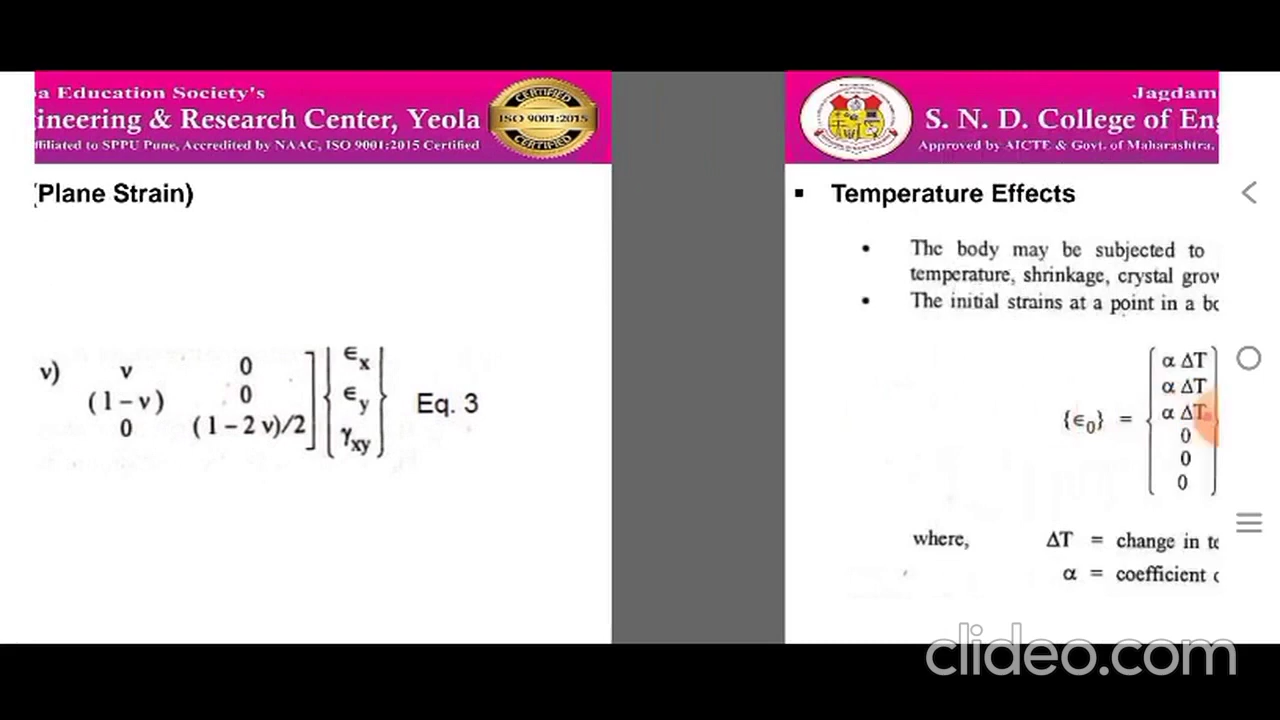 a Education Society's
ineering & Research Center, Yeola
ffiliated to SPPU Pune, Accredited by NAAC, ISO 9001:2015 Certified
CERTIFIED
ISO 9001:2015
CERTIFIED
(Plane Strain)
ν) ν 0
(1 − ν) 0
0 (1 − 2 ν)/2
ϵx
ϵy
γxy
Eq. 3
Jagdam
S. N. D. College of Eng
Approved by AICTE & Govt. of Maharashtra,
▪ Temperature Effects
• The body may be subjected to
temperature, shrinkage, crystal grow
• The initial strains at a point in a bo
{ϵ0} =
α ΔT
α ΔT
α ΔT
0
0
0
where, ΔT = change in te
α = coefficient o
clideo.com